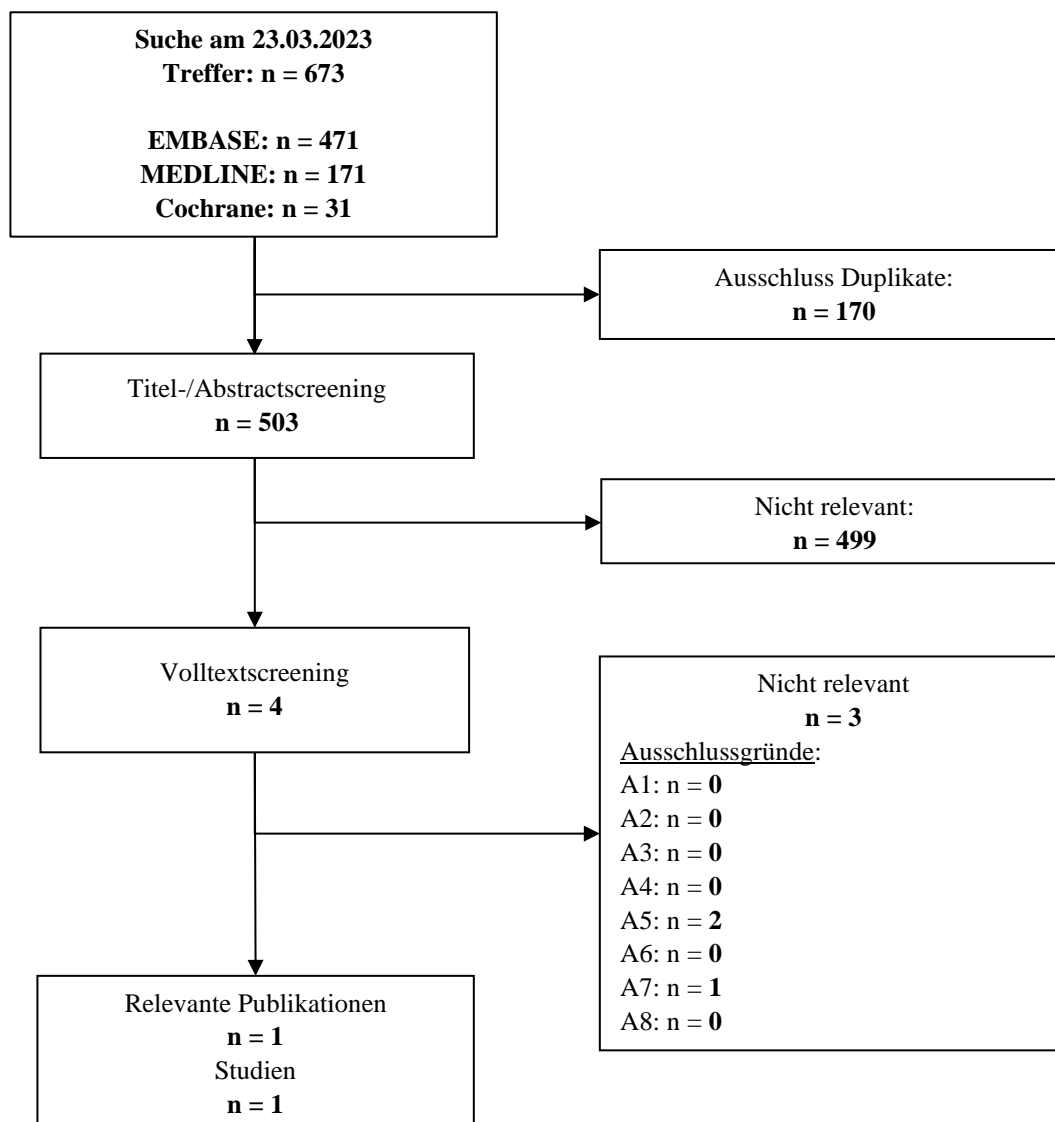 Suche am 23.03.2023
Treffer: n = 673
EMBASE: n = 471
MEDLINE: n = 171
Cochrane: n = 31
Ausschluss Duplikate:
n = 170
Titel-/Abstractscreening
n = 503
Nicht relevant:
n = 499
Volltextscreening
n = 4
Nicht relevant
n = 3
Ausschlussgründe:
A1: n = 0
A2: n = 0
A3: n = 0
A4: n = 0
A5: n = 2
A6: n = 0
A7: n = 1
A8: n = 0
Relevante Publikationen
n = 1
Studien
n = 1